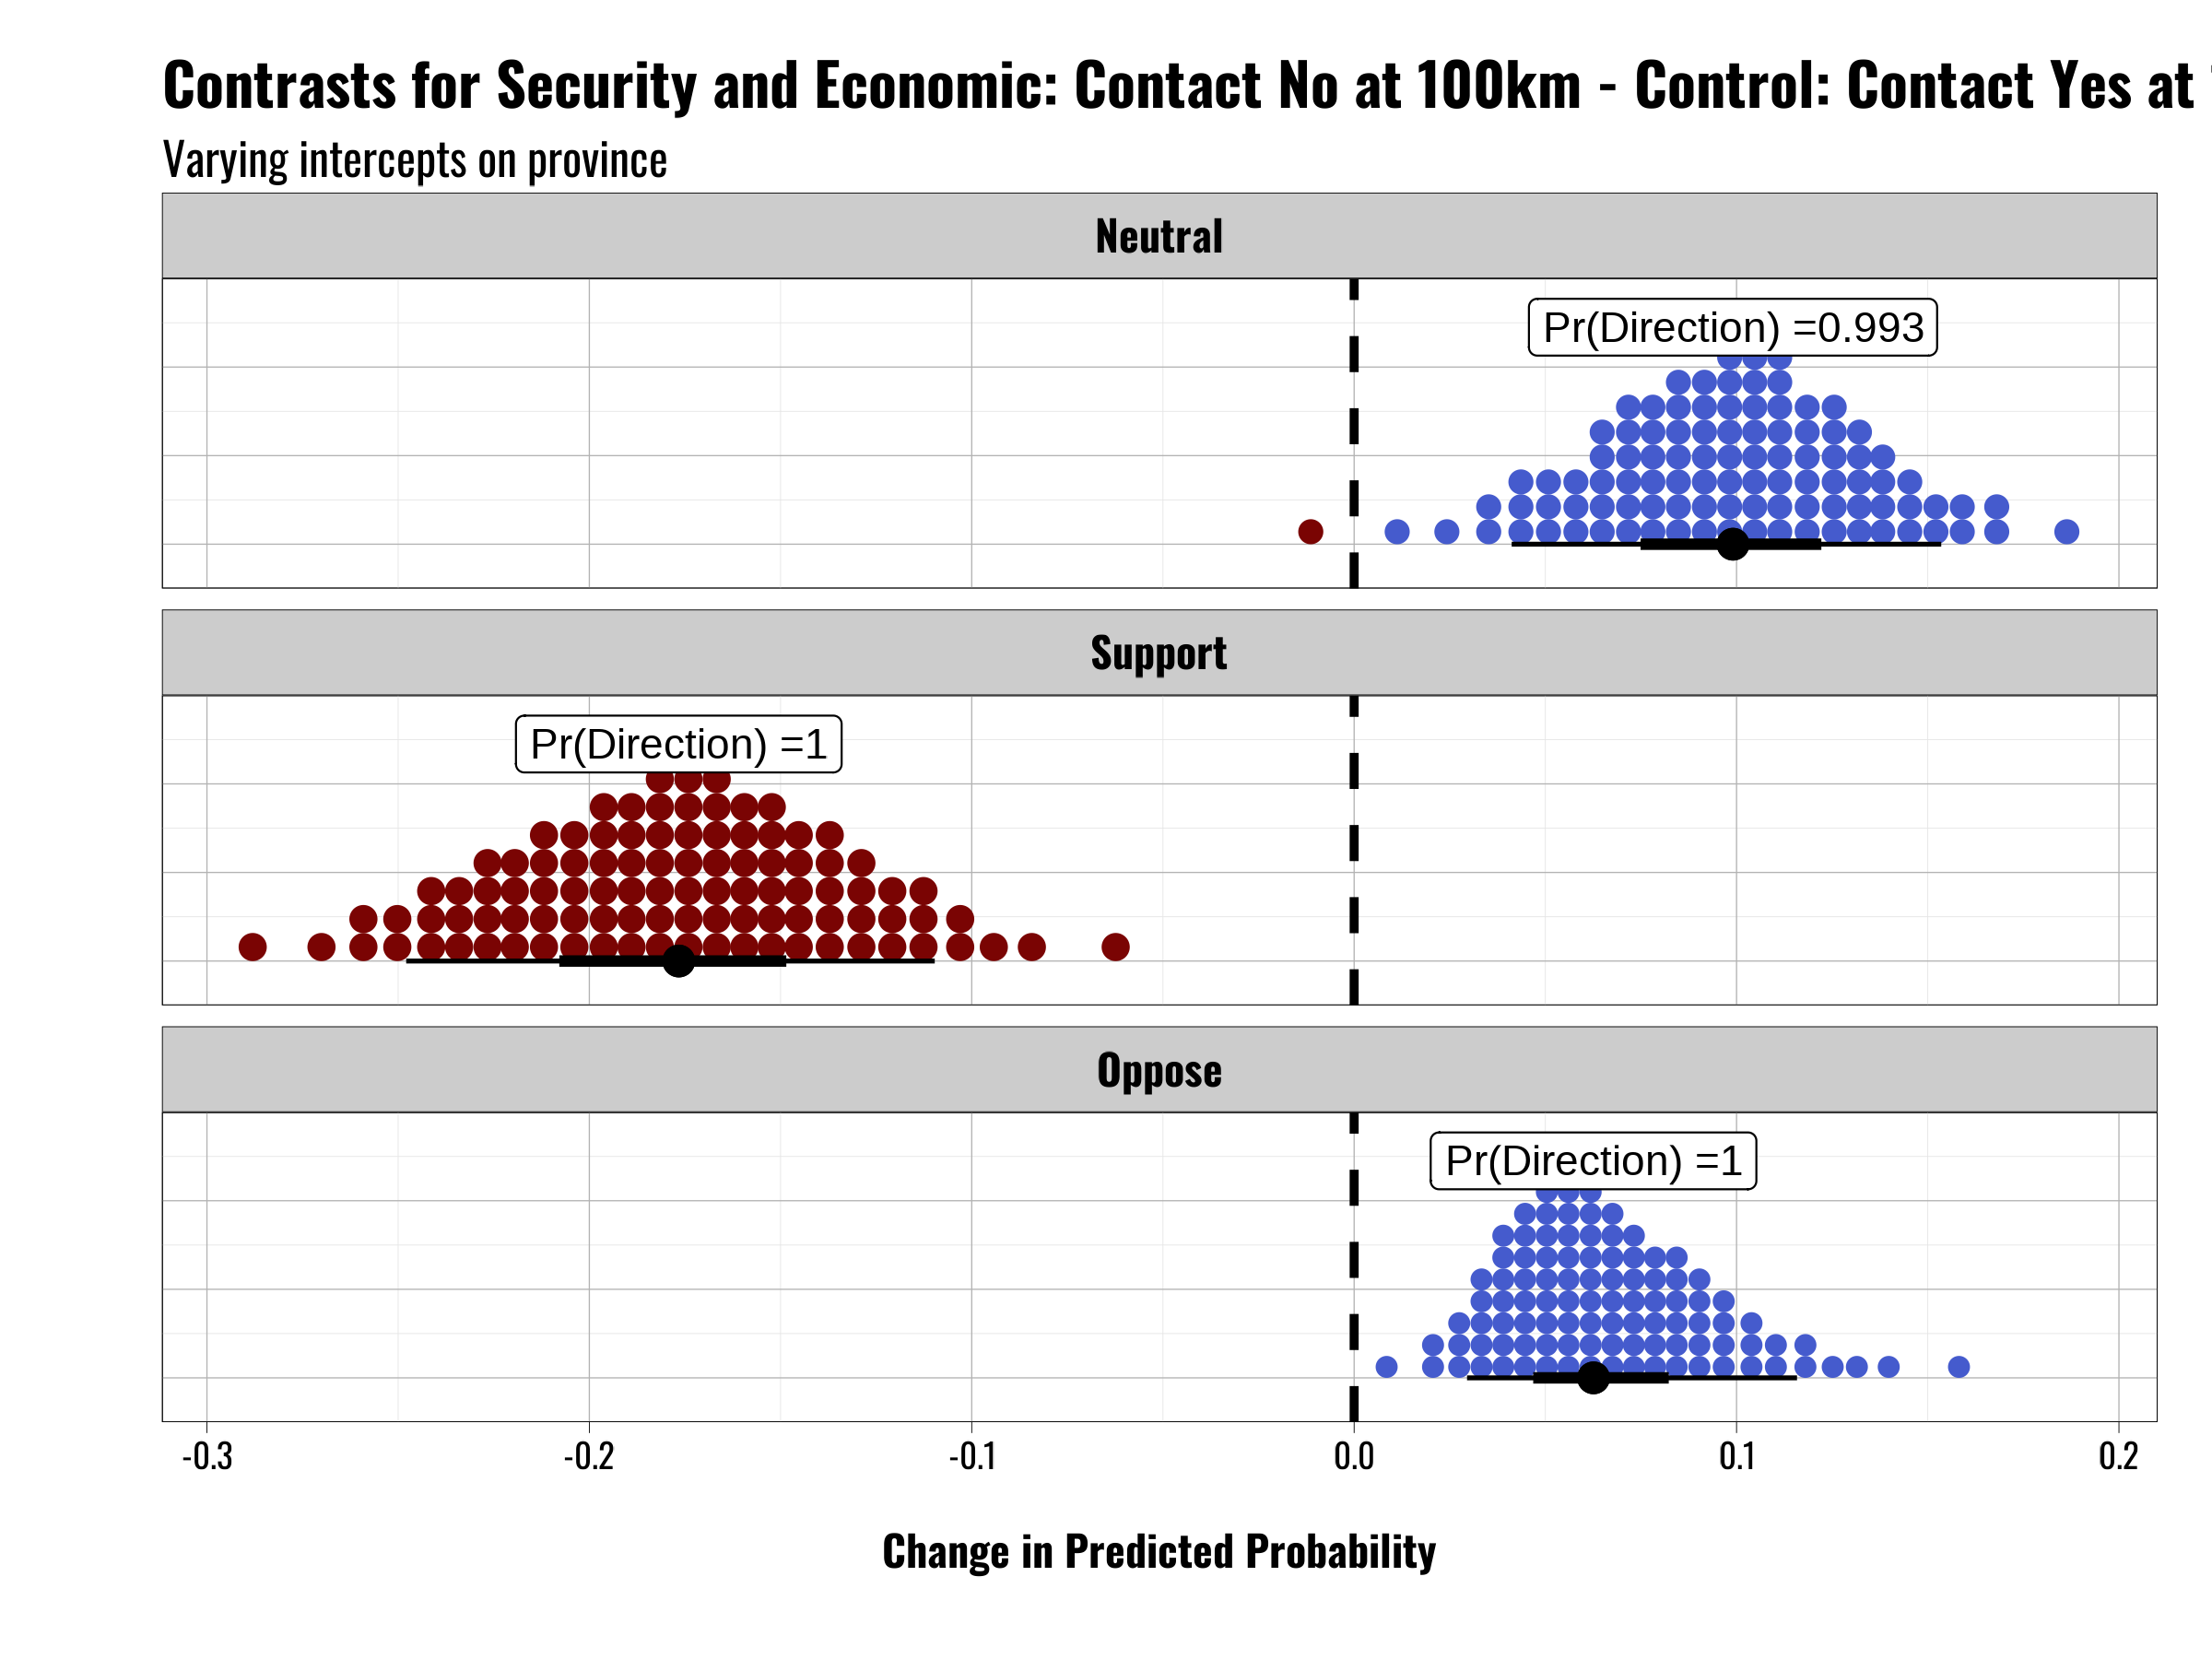 Contrasts for Security and Economic: Contact No at 100km - Control: Contact Yes at
Varying intercepts on province
Neutral
Pr(Direction) =0.993
Support
Pr(Direction) =1
Oppose
Pr(Direction) =1
-0.3 -0.2 -0.1 0.0 0.1 0.2
Change in Predicted Probability